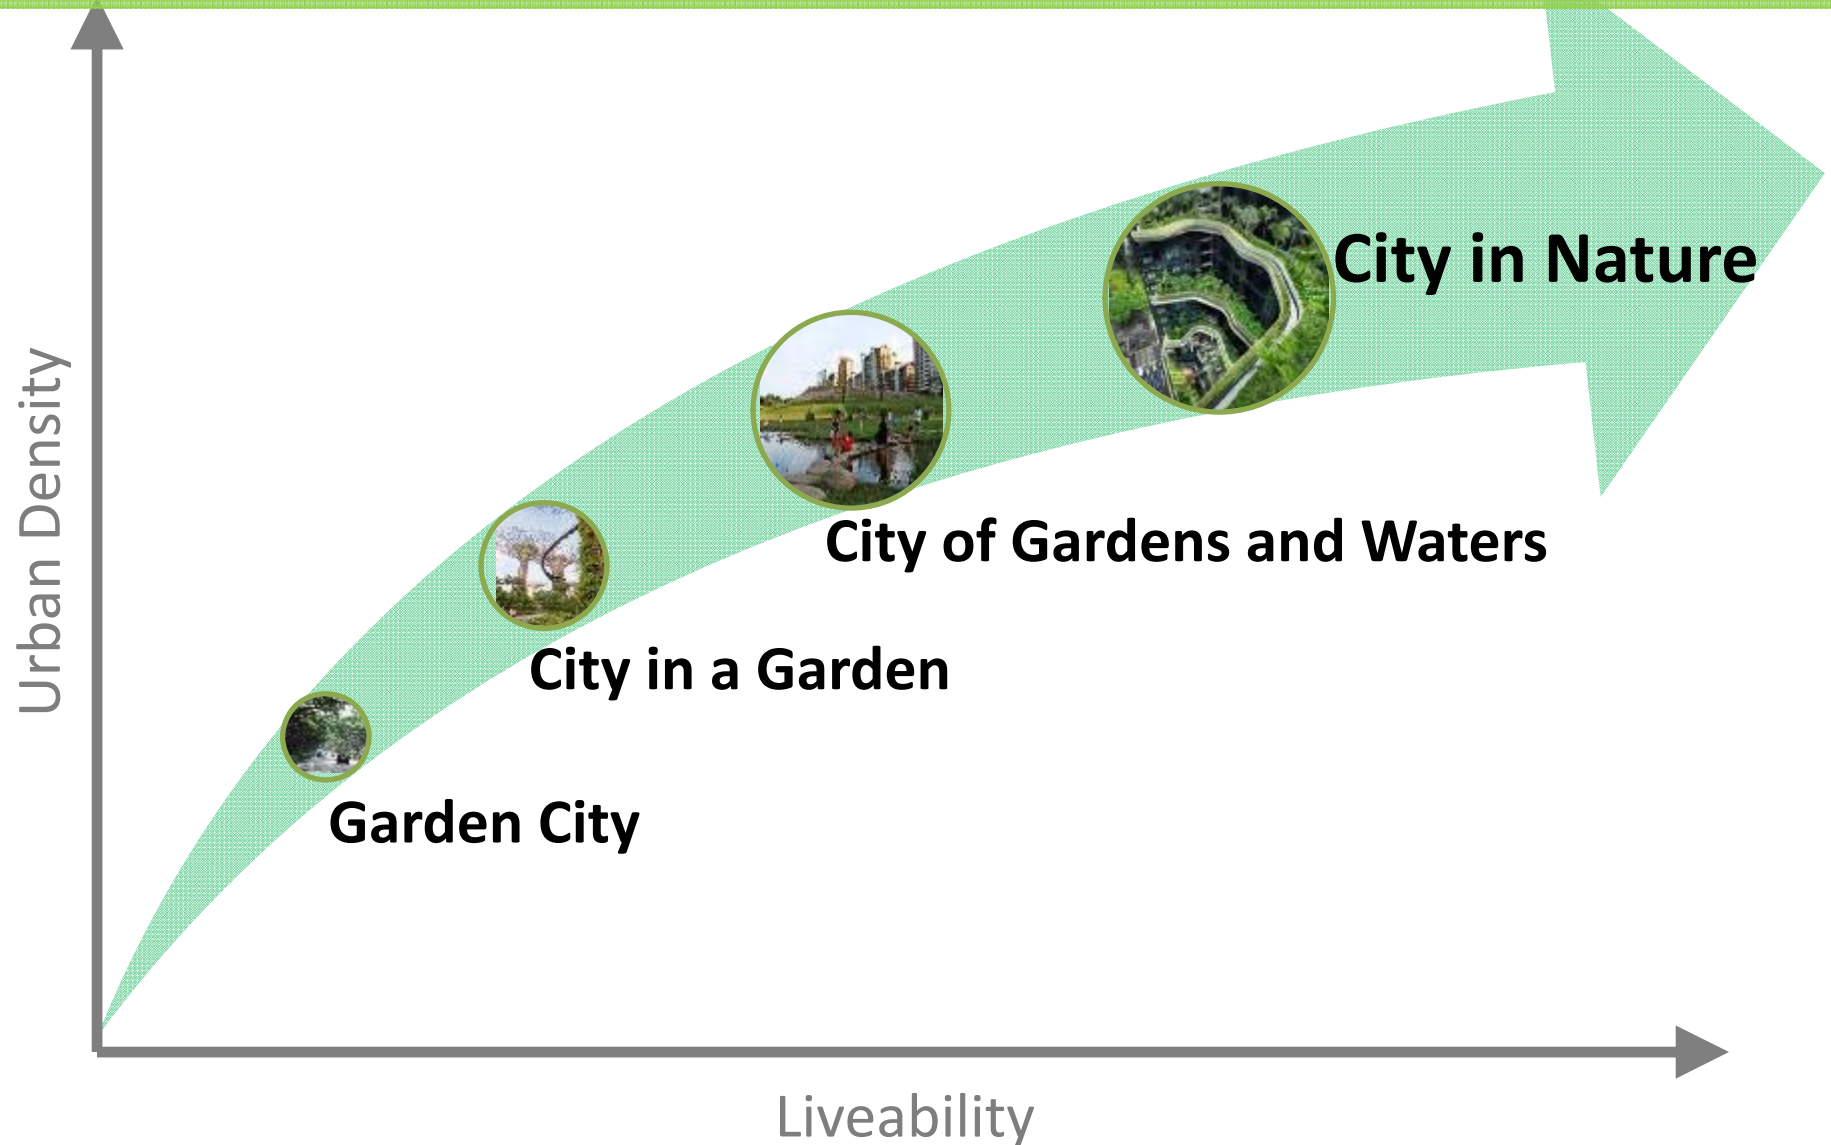 City in Nature
City of Gardens and Waters
City in a Garden
Garden City
Urban Density
Liveability